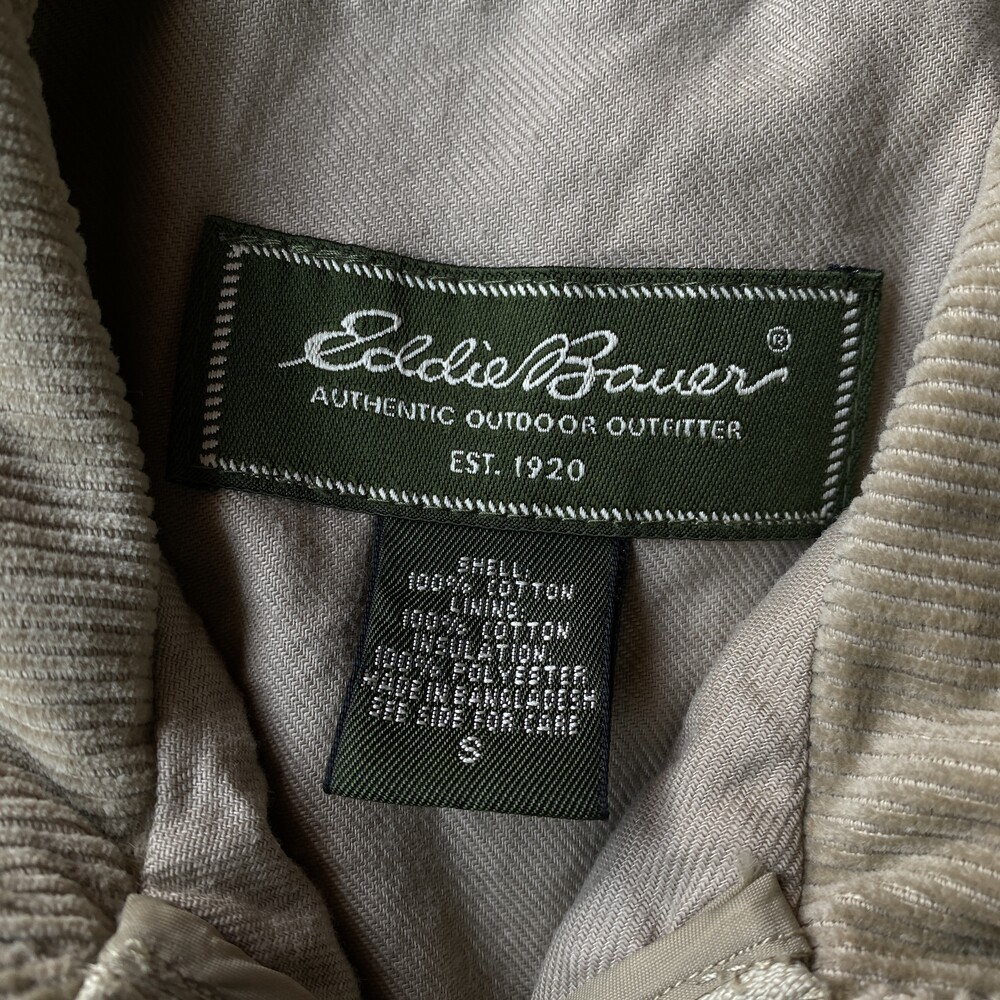 Eddie Bauer®
AUTHENTIC OUTDOOR OUTFITTER
EST. 1920
SHELL
100% COTTON
LINING
100% COTTON
INSULATION
100% POLYESTER
MADE IN BANGLADESH
SEE SIDE FOR CARE
S